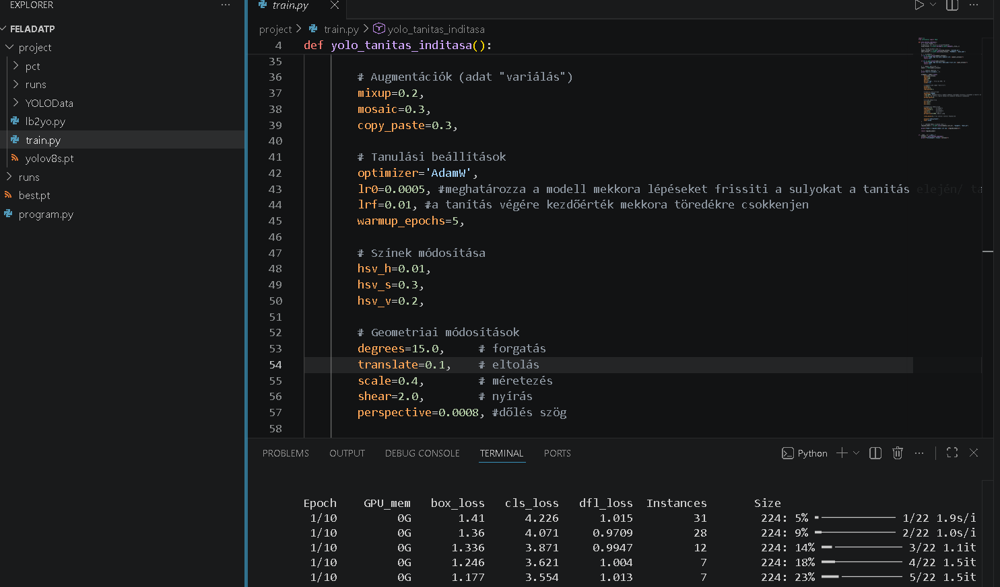 EXPLORER
···
train.py
FELADATP
project
pct
runs
YOLOData
lb2yo.py
train.py
yolov8s.pt
runs
best.pt
program.py
project > train.py > yolo_tanitas_inditasa
4 def yolo_tanitas_inditasa():
35
36 # Augmentációk (adat "variálás")
37 mixup=0.2,
38 mosaic=0.3,
39 copy_paste=0.3,
40
41 # Tanulási beállítások
42 optimizer='AdamW',
43 lr0=0.0005, #meghatározza a modell mekkora lépéseket frissiti a sulyokat a tanitás elején/ ta
44 lrf=0.01, #a tanítás végére kezdőérték mekkora töredékre csokkenjen
45 warmup_epochs=5,
46
47 # Színek módosítása
48 hsv_h=0.01,
49 hsv_s=0.3,
50 hsv_v=0.2,
51
52 # Geometriai módosítások
53 degrees=15.0, # forgatás
54 translate=0.1, # eltolás
55 scale=0.4, # méretezés
56 shear=2.0, # nyírás
57 perspective=0.0008, #dőlés szög
58
PROBLEMS OUTPUT DEBUG CONSOLE TERMINAL PORTS
Python
Epoch GPU_mem box_loss cls_loss dfl_loss Instances Size
1/10 0G 1.41 4.226 1.015 31 224: 5% 1/22 1.9s/i
1/10 0G 1.36 4.071 0.9709 28 224: 9% 2/22 1.0s/i
1/10 0G 1.336 3.871 0.9947 12 224: 14% 3/22 1.1it
1/10 0G 1.246 3.621 1.004 7 224: 18% 4/22 1.5it
1/10 0G 1.177 3.554 1.013 7 224: 23% 5/22 1.5it